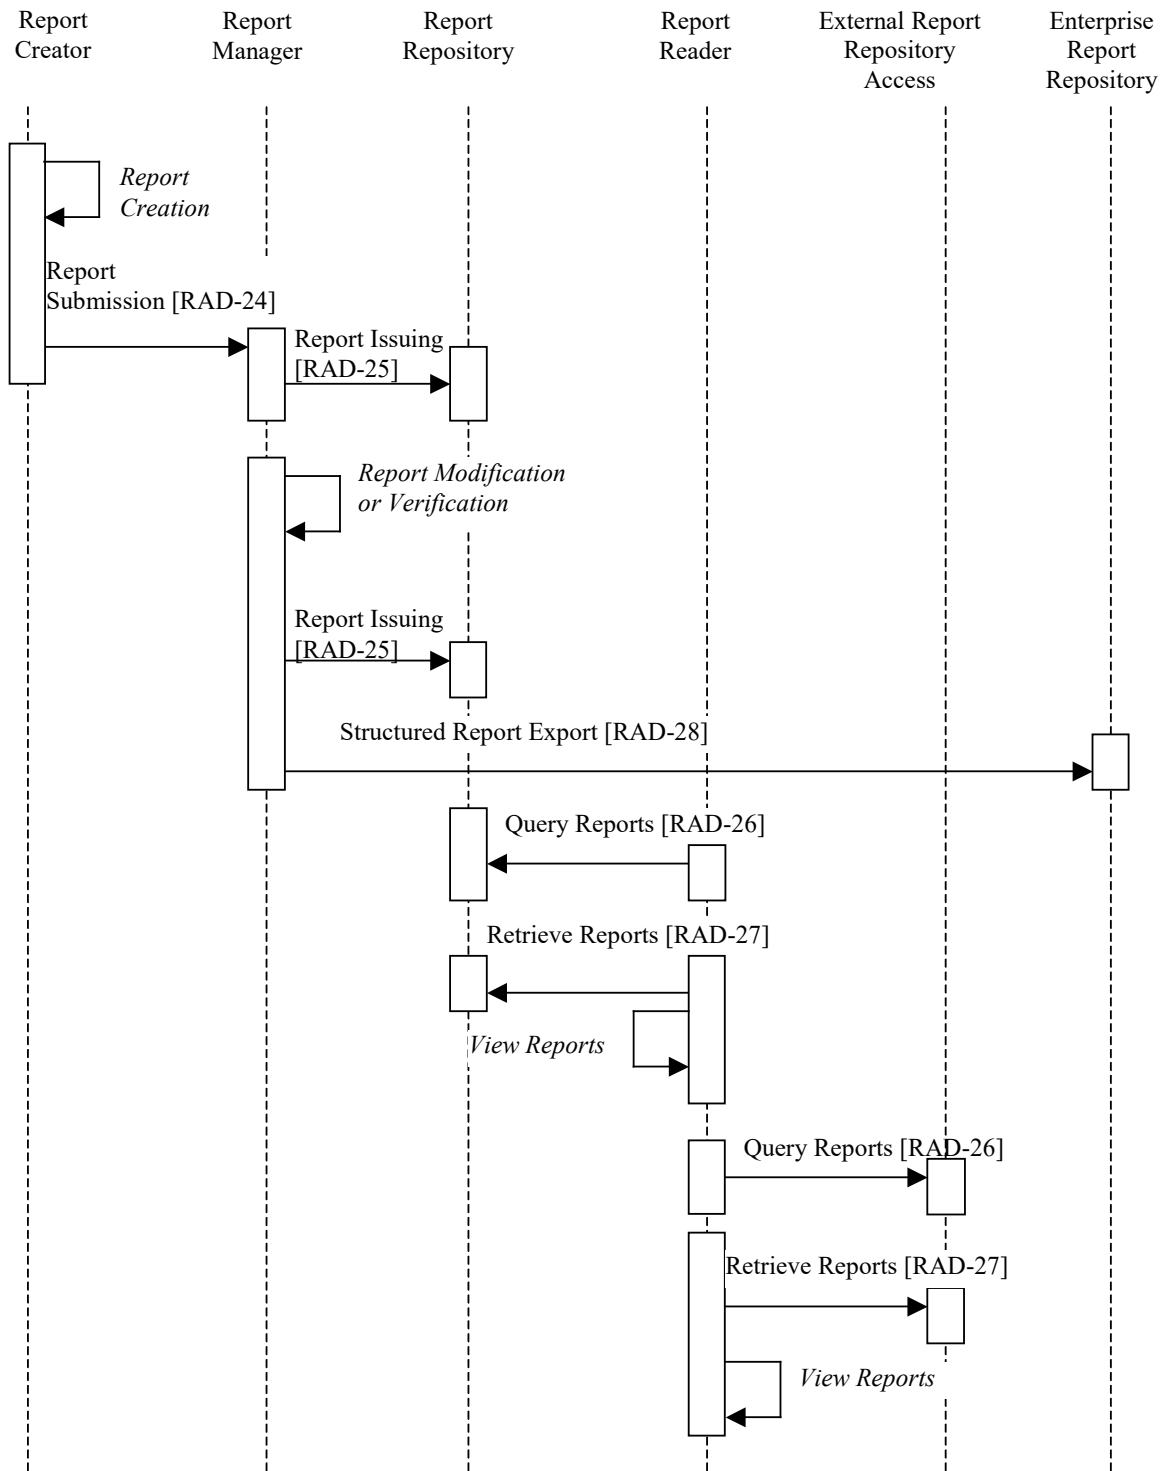 Report
Creator
Report
Manager
Report
Repository
Report
Reader
External Report
Repository
Access
Enterprise
Report
Repository
Report
Creation
Report
Submission [RAD-24]
Report Issuing
[RAD-25]
Report Modification
or Verification
Report Issuing
[RAD-25]
Structured Report Export [RAD-28]
Query Reports [RAD-26]
Retrieve Reports [RAD-27]
View Reports
Query Reports [RAD-26]
Retrieve Reports [RAD-27]
View Reports